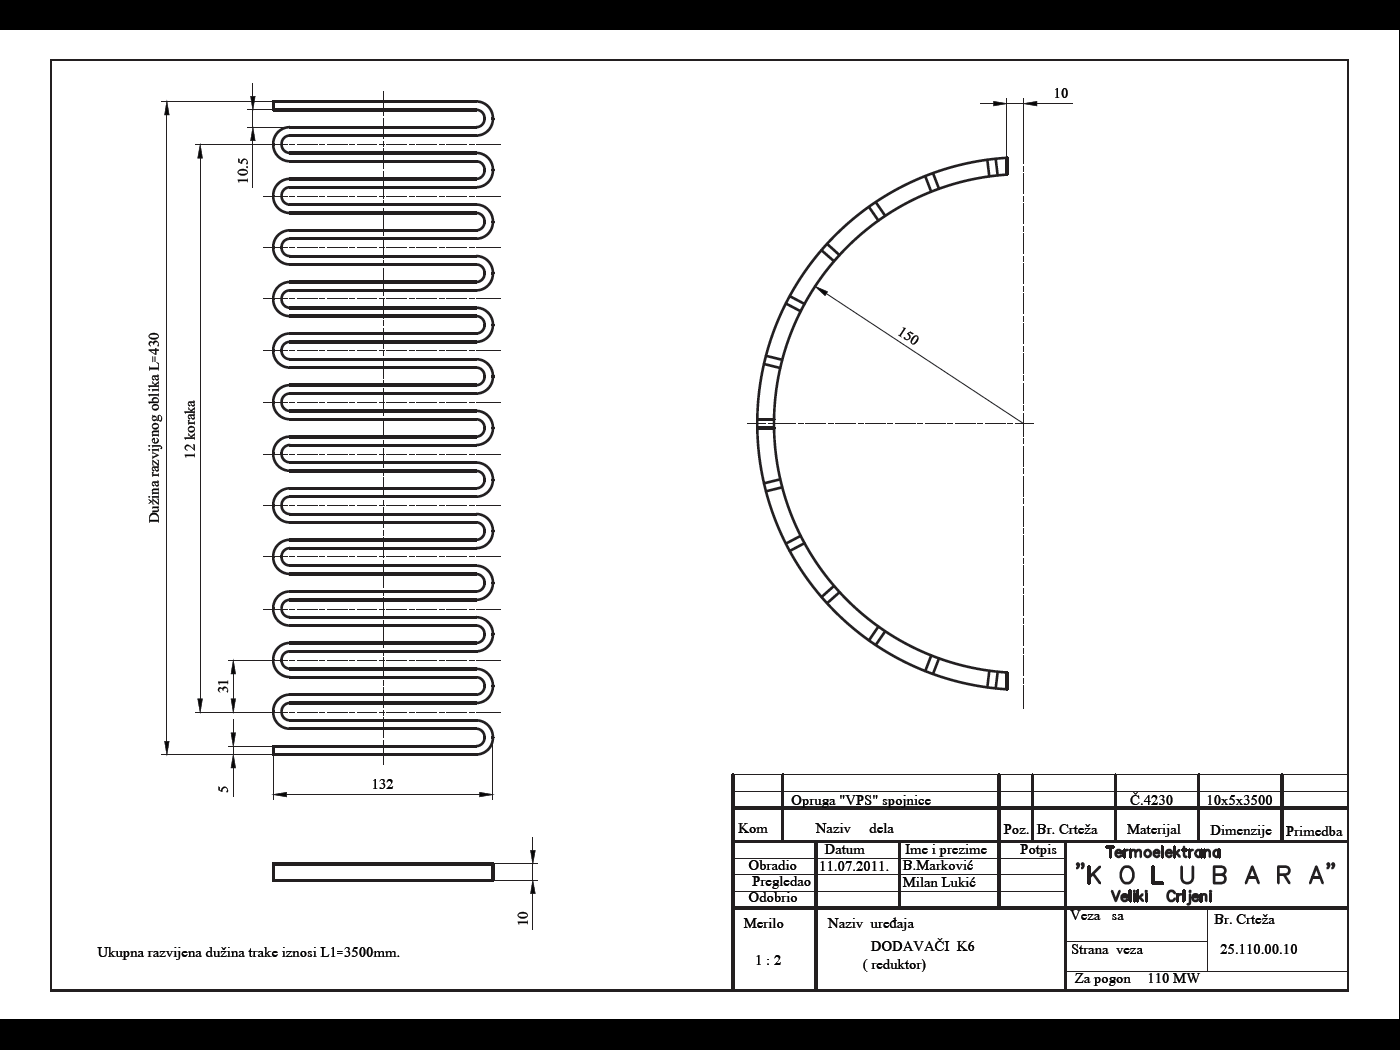 10
10.5
150
Dužina razvijenog oblika L=430
12 koraka
31
5
132
10
Ukupna razvijena dužina trake iznosi L1=3500mm.
Opruga "VPS" spojnice Č.4230 10x5x3500
Kom Naziv dela Poz. Br. Crteža Materijal Dimenzije Primedba
Datum Ime i prezime Potpis
Obradio 11.07.2011. B.Marković
Pregledao Milan Lukić
Odobrio
Termoelektrana
"KOLUBARA"
Veliki Crljeni
Merilo
1 : 2
Naziv uređaja
DODAVAČI K6
( reduktor)
Veza sa
Strana veza
Br. Crteža
25.110.00.10
Za pogon 110 MW